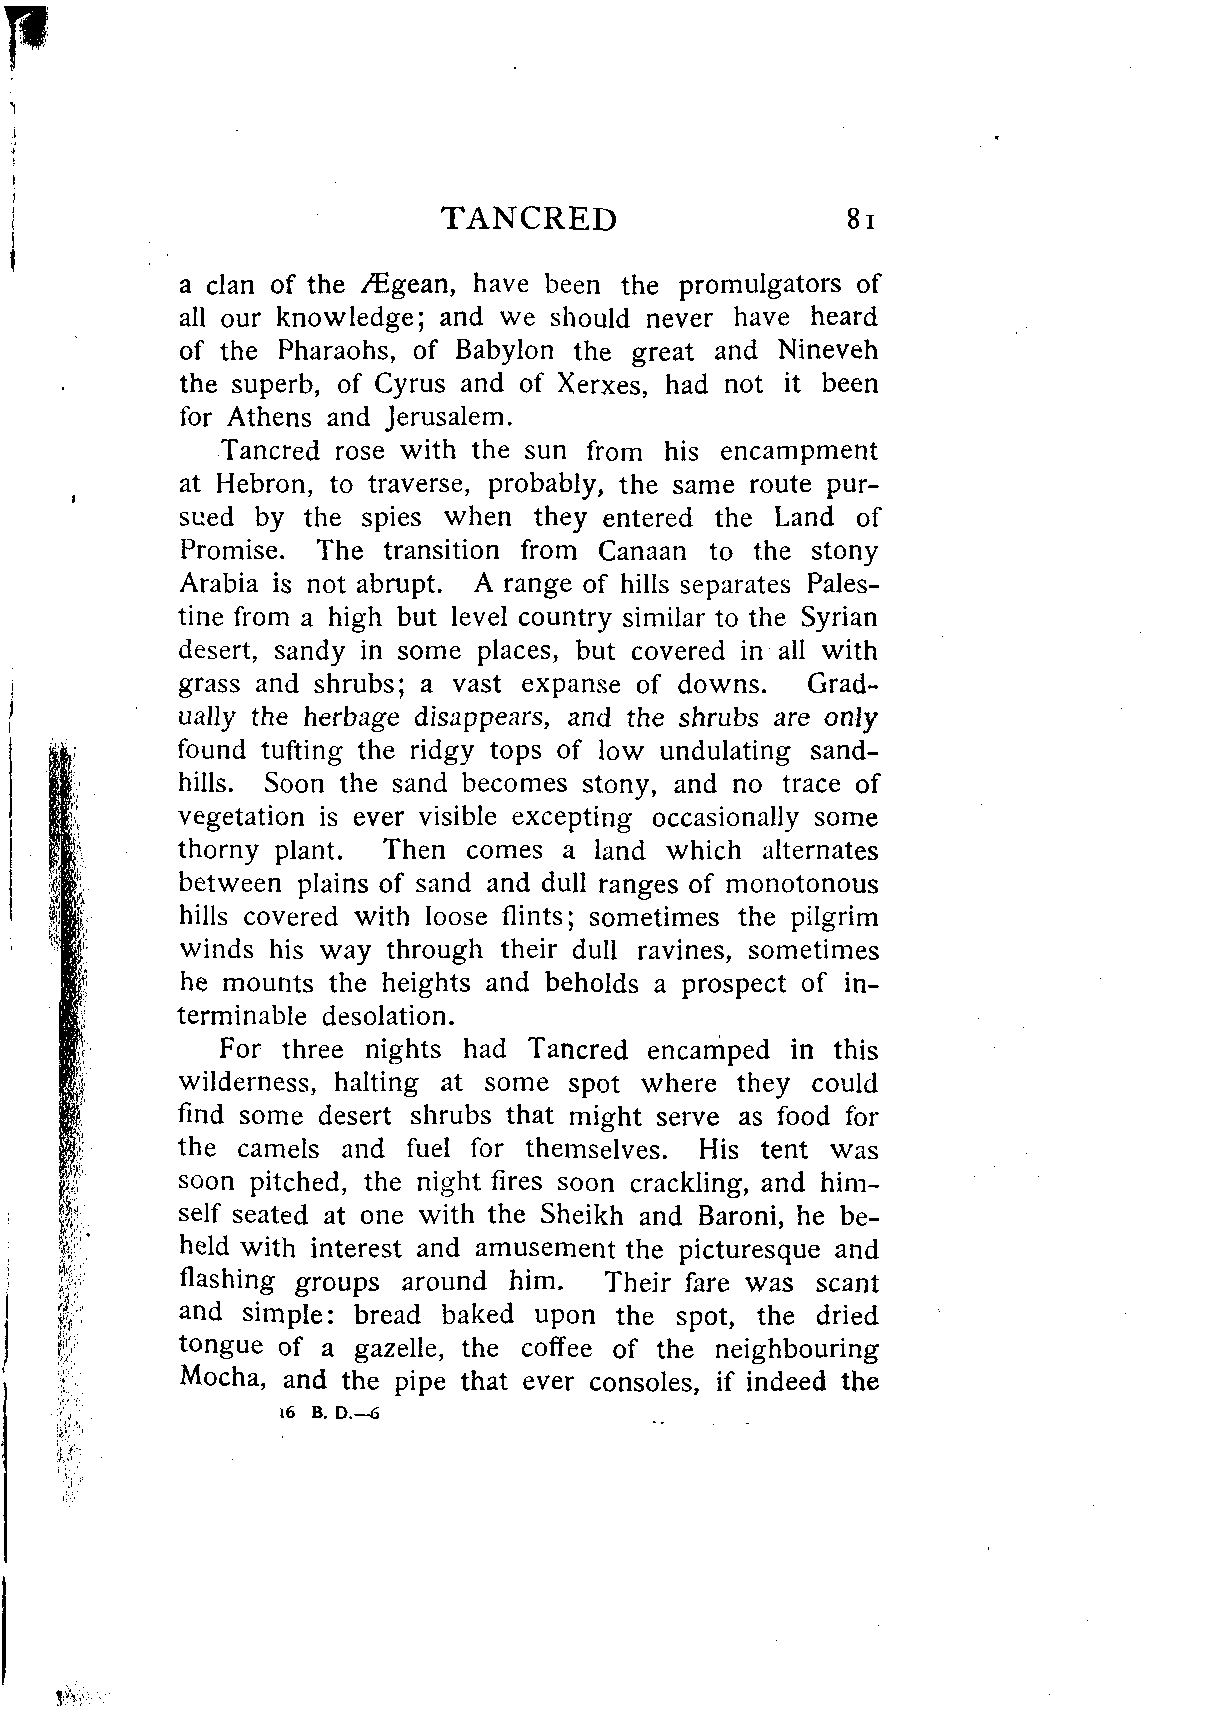 TANCRED 81
a clan of the Ægean, have been the promulgators of
all our knowledge; and we should never have heard
of the Pharaohs, of Babylon the great and Nineveh
the superb, of Cyrus and of Xerxes, had not it been
for Athens and Jerusalem.
Tancred rose with the sun from his encampment
at Hebron, to traverse, probably, the same route pur-
sued by the spies when they entered the Land of
Promise. The transition from Canaan to the stony
Arabia is not abrupt. A range of hills separates Pales-
tine from a high but level country similar to the Syrian
desert, sandy in some places, but covered in all with
grass and shrubs; a vast expanse of downs. Grad-
ually the herbage disappears, and the shrubs are only
found tufting the ridgy tops of low undulating sand-
hills. Soon the sand becomes stony, and no trace of
vegetation is ever visible excepting occasionally some
thorny plant. Then comes a land which alternates
between plains of sand and dull ranges of monotonous
hills covered with loose flints; sometimes the pilgrim
winds his way through their dull ravines, sometimes
he mounts the heights and beholds a prospect of in-
terminable desolation.
For three nights had Tancred encamped in this
wilderness, halting at some spot where they could
find some desert shrubs that might serve as food for
the camels and fuel for themselves. His tent was
soon pitched, the night fires soon crackling, and him-
self seated at one with the Sheikh and Baroni, he be-
held with interest and amusement the picturesque and
flashing groups around him. Their fare was scant
and simple: bread baked upon the spot, the dried
tongue of a gazelle, the coffee of the neighbouring
Mocha, and the pipe that ever consoles, if indeed the
16 B. D.—6